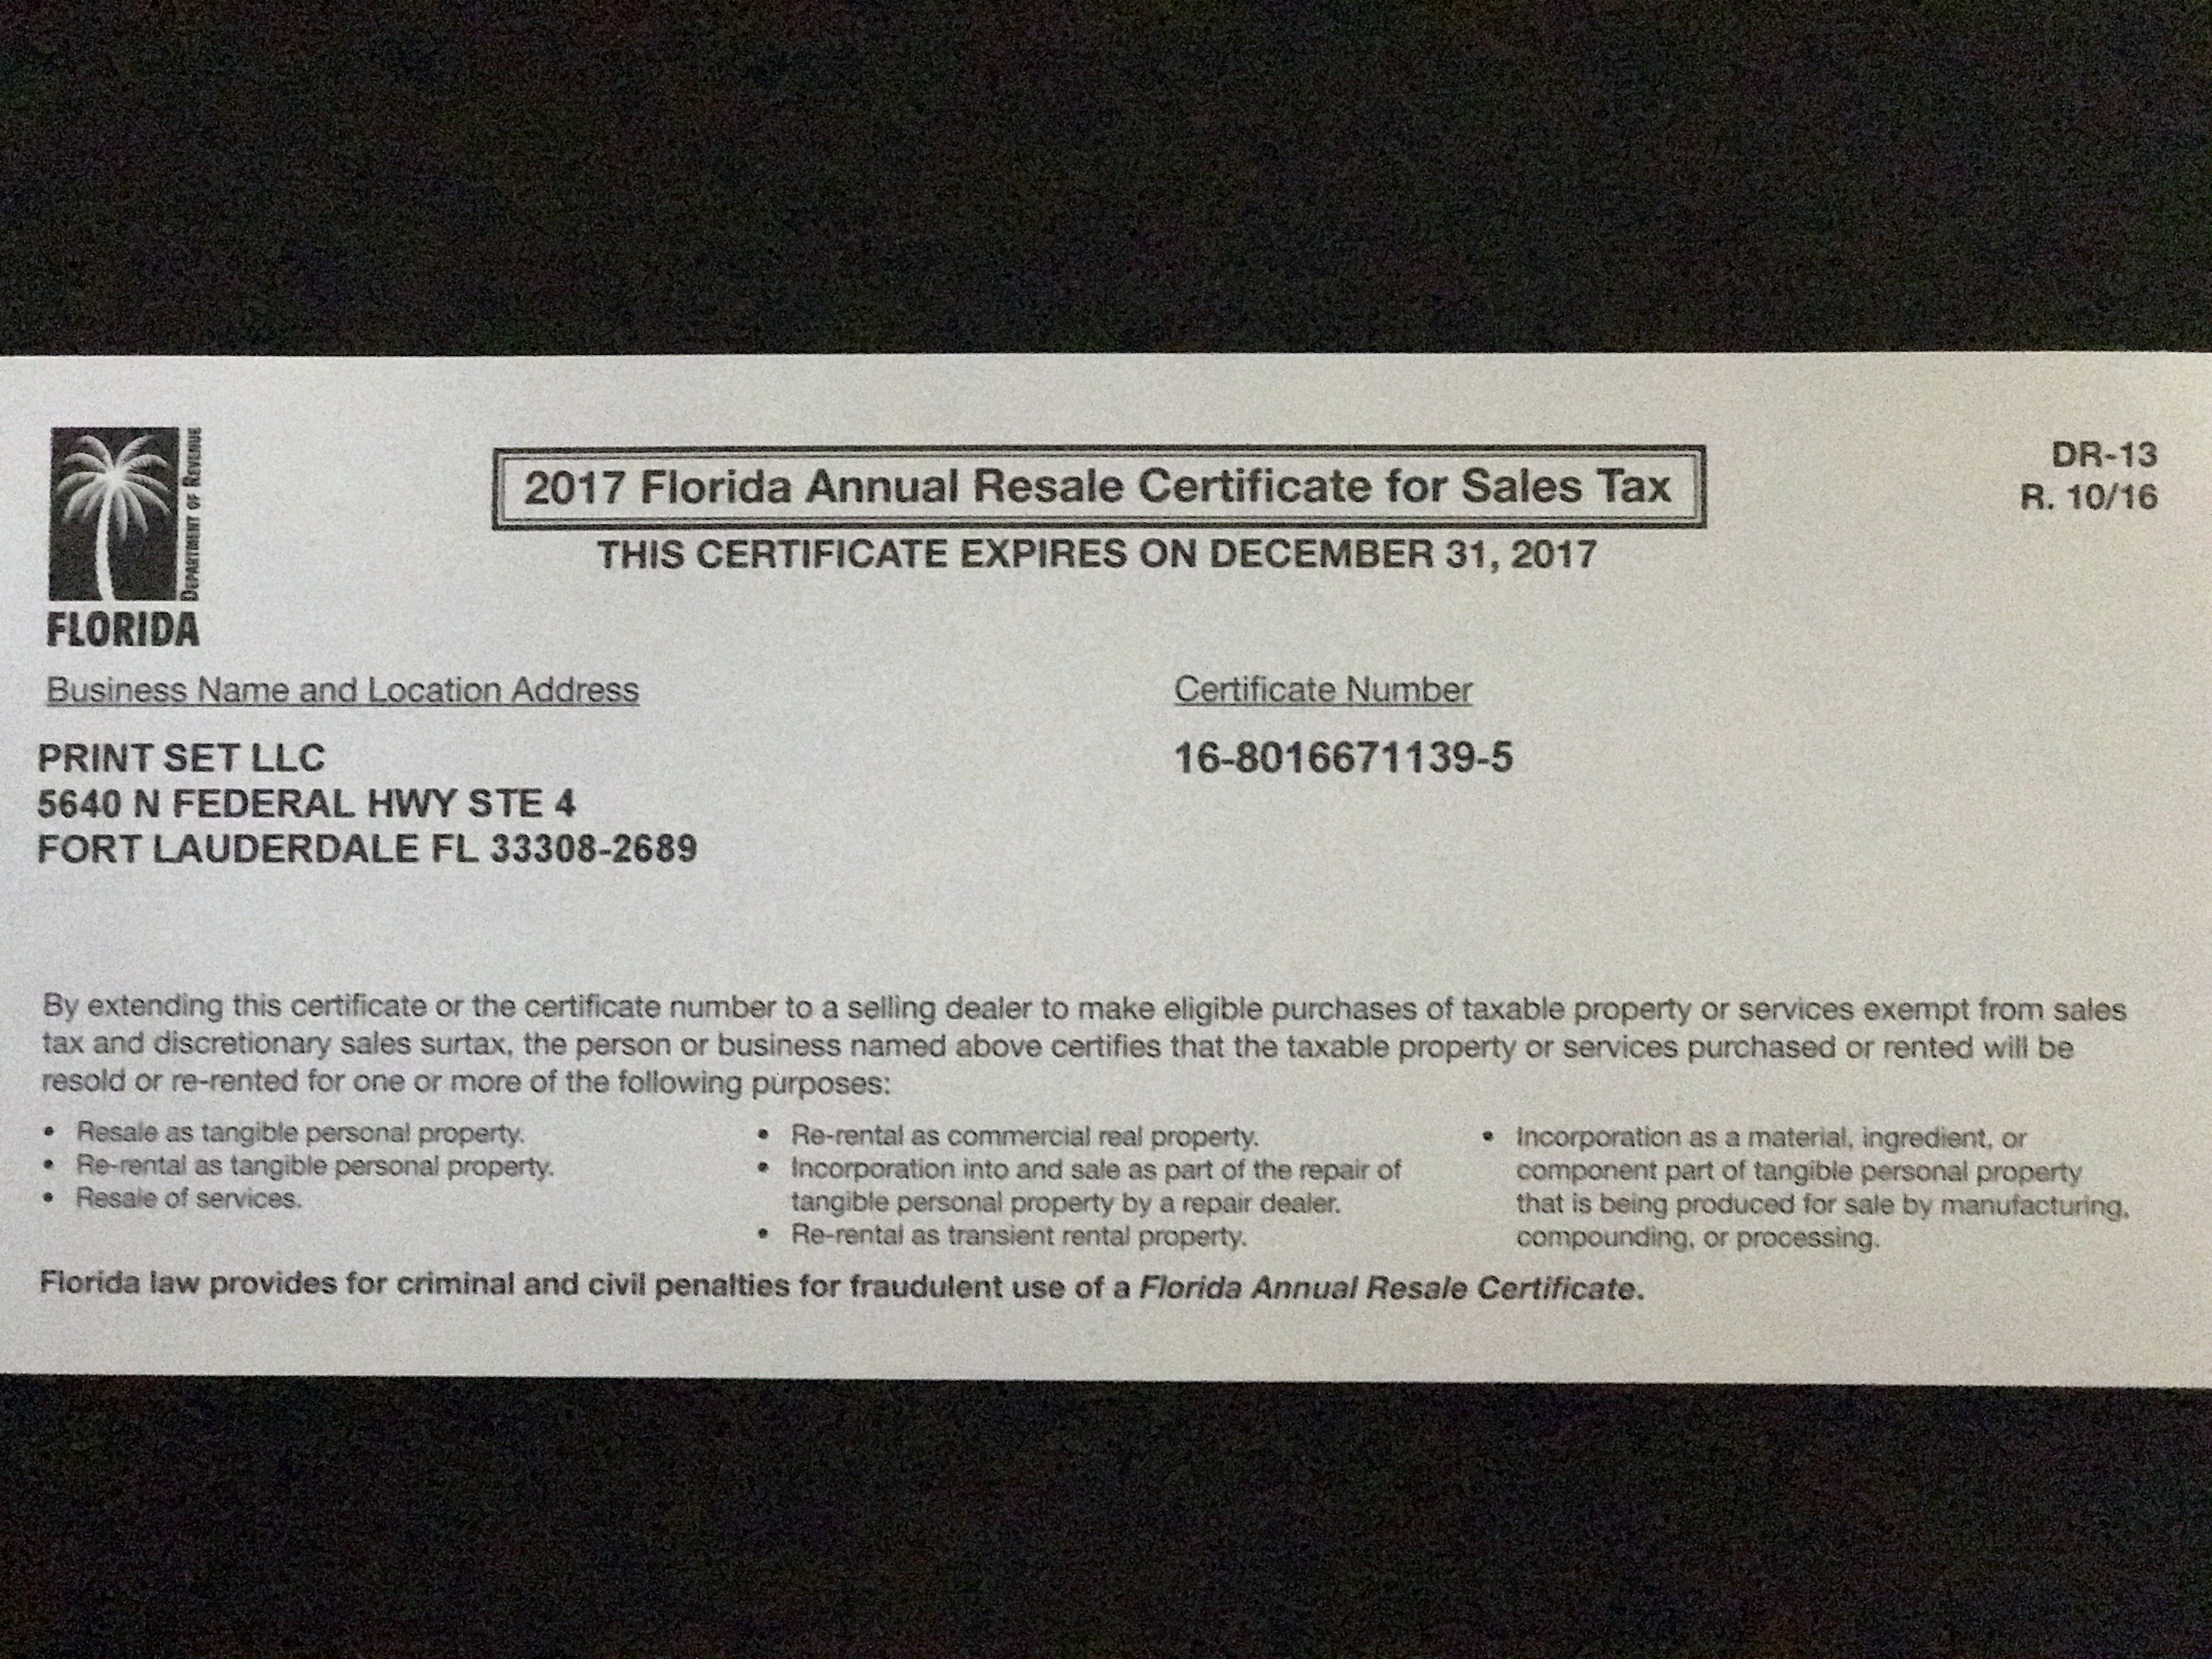 DEPARTMENT OF REVENUE
FLORIDA
2017 Florida Annual Resale Certificate for Sales Tax
THIS CERTIFICATE EXPIRES ON DECEMBER 31, 2017
DR-13
R. 10/16
Business Name and Location Address
PRINT SET LLC
5640 N FEDERAL HWY STE 4
FORT LAUDERDALE FL 33308-2689
Certificate Number
16-8016671139-5
By extending this certificate or the certificate number to a selling dealer to make eligible purchases of taxable property or services exempt from sales
tax and discretionary sales surtax, the person or business named above certifies that the taxable property or services purchased or rented will be
resold or re-rented for one or more of the following purposes:
• Resale as tangible personal property.
• Re-rental as tangible personal property.
• Resale of services.
• Re-rental as commercial real property.
• Incorporation into and sale as part of the repair of
tangible personal property by a repair dealer.
• Re-rental as transient rental property.
• Incorporation as a material, ingredient, or
component part of tangible personal property
that is being produced for sale by manufacturing,
compounding, or processing.
Florida law provides for criminal and civil penalties for fraudulent use of a Florida Annual Resale Certificate.